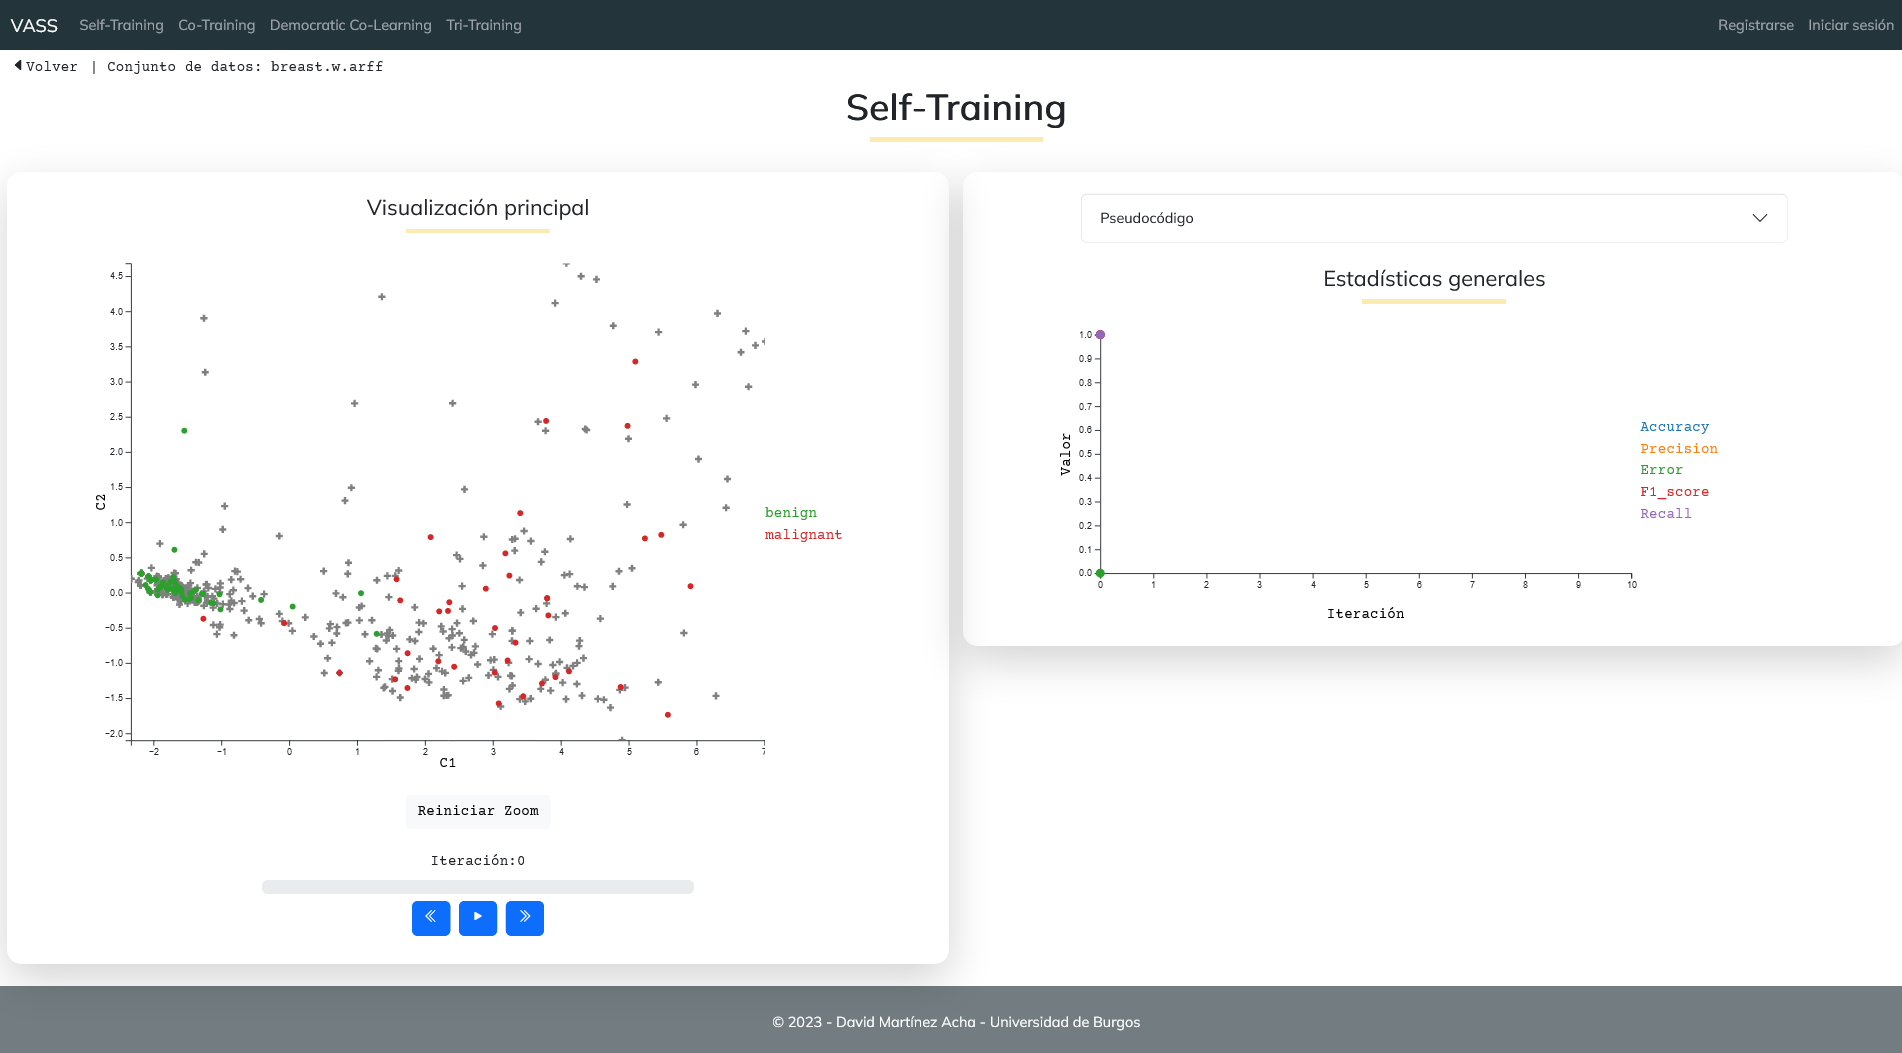 VASS Self-Training Co-Training Democratic Co-Learning Tri-Training Registrarse Iniciar sesión
Volver | Conjunto de datos: breast.w.arff
Self-Training
Visualización principal
4.5
4.0
3.5
3.0
2.5
2.0
1.5
1.0
0.5
0.0
−0.5
−1.0
−1.5
−2.0
C2
−2 −1 0 1 2 3 4 5 6 7
C1
benign
malignant
Reiniciar Zoom
Iteración:0
Pseudocódigo
Estadísticas generales
1.0
0.9
0.8
0.7
0.6
0.5
0.4
0.3
0.2
0.1
0.0
Valor
0 1 2 3 4 5 6 7 8 9 10
Iteración
Accuracy
Precision
Error
F1_score
Recall
© 2023 - David Martínez Acha - Universidad de Burgos